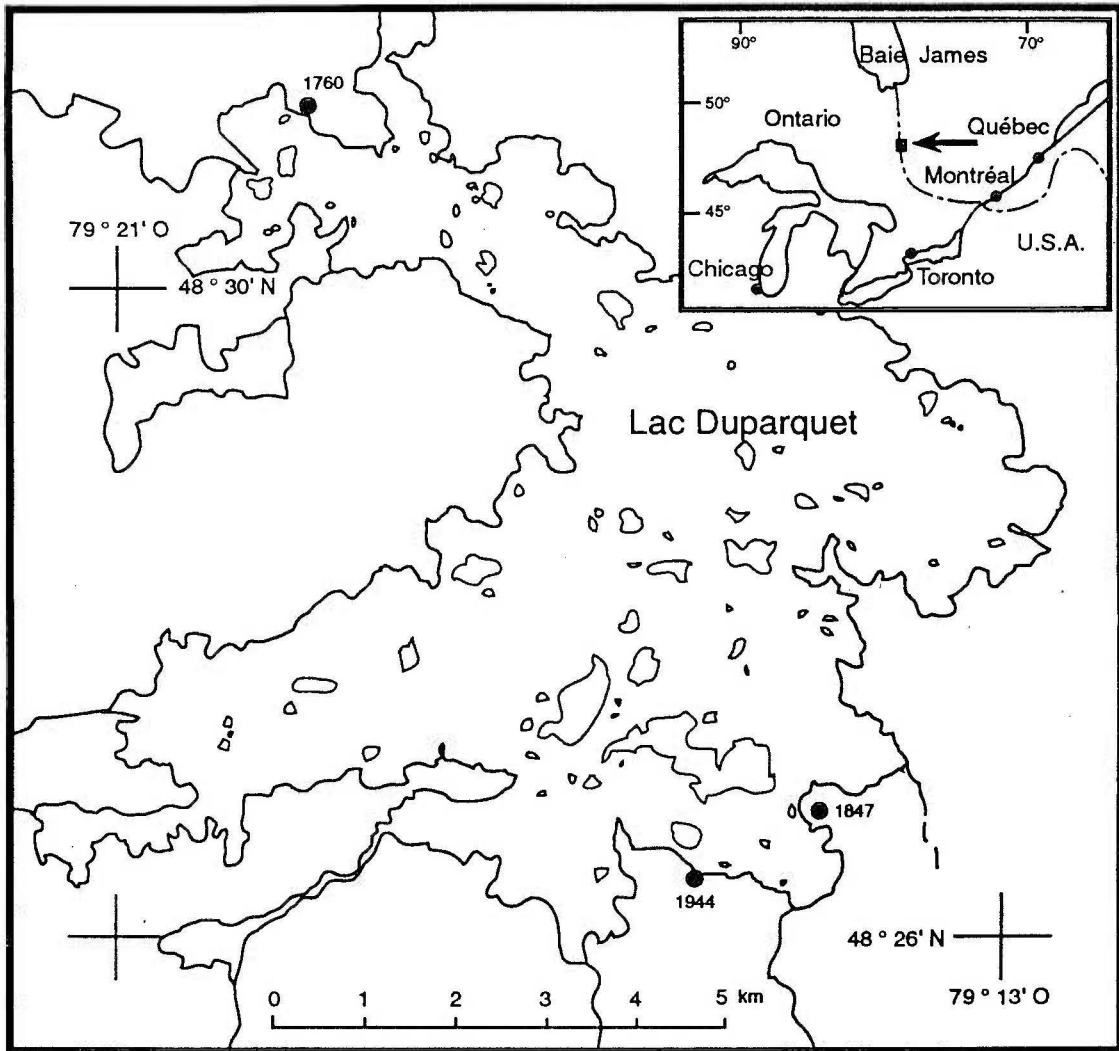 1760
90°
70°
Baie James
50°
Ontario
Québec
Montréal
45°
U.S.A.
Chicago
Toronto
79° 21' O
48° 30' N
Lac Duparquet
1847
1944
48° 26' N
79° 13' O
0 1 2 3 4 5 km